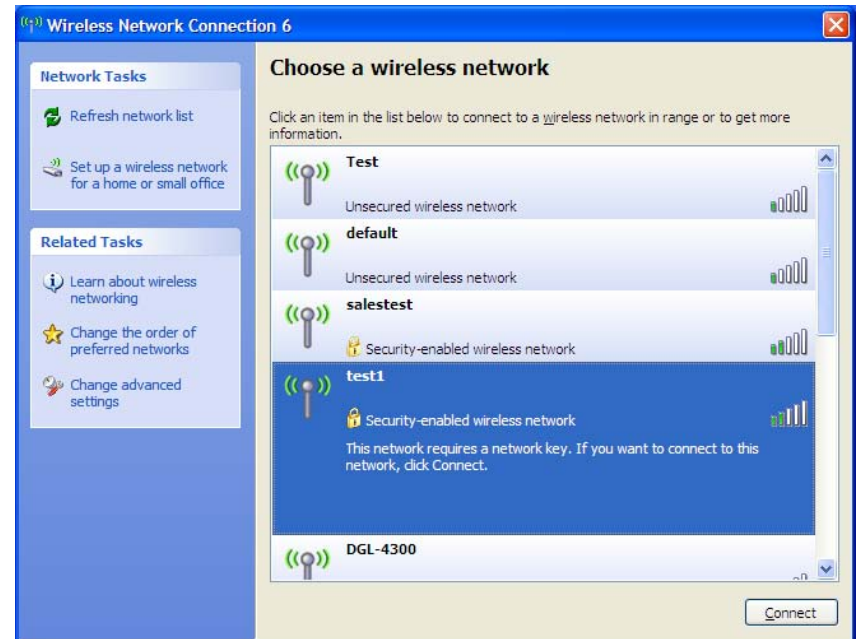 Wireless Network Connection 6
Network Tasks
Refresh network list
Set up a wireless network
for a home or small office
Related Tasks
Learn about wireless
networking
Change the order of
preferred networks
Change advanced
settings
Choose a wireless network
Click an item in the list below to connect to a wireless network in range or to get more
information.
Test
Unsecured wireless network
default
Unsecured wireless network
salestest
Security-enabled wireless network
test1
Security-enabled wireless network
This network requires a network key. If you want to connect to this
network, click Connect.
DGL-4300
Connect